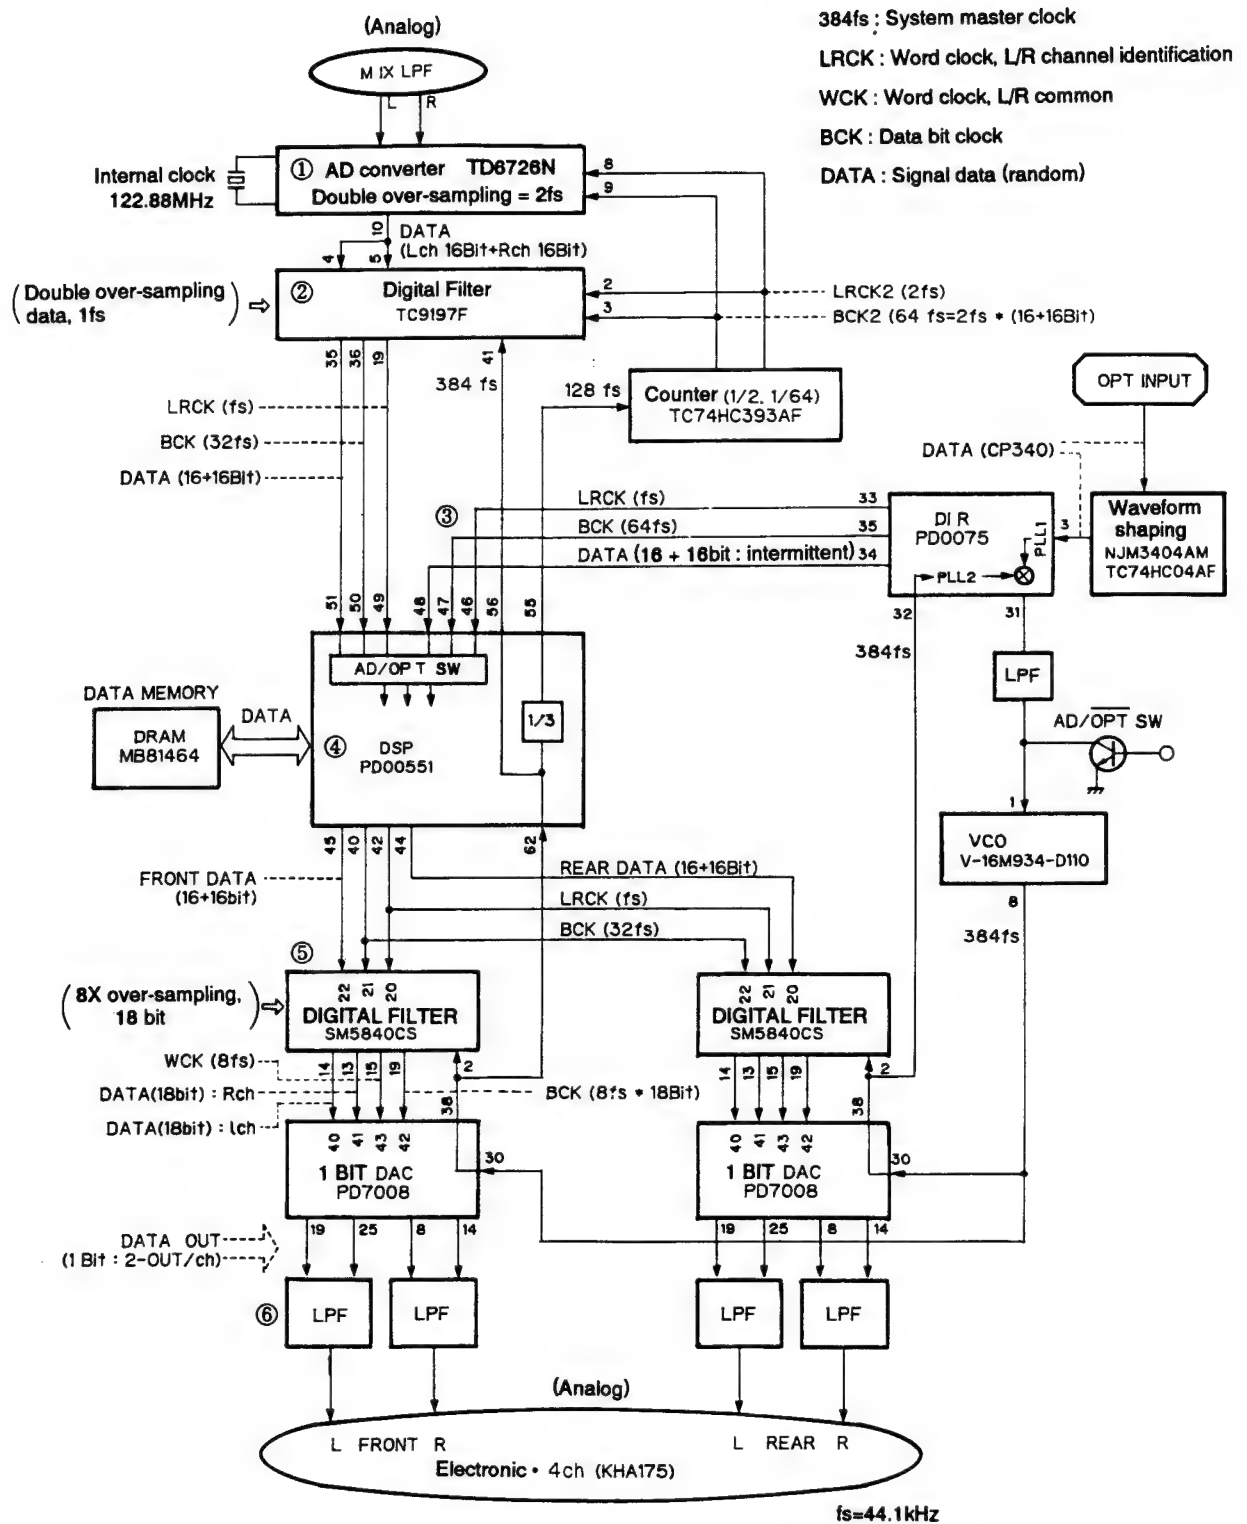 384fs : System master clock
LRCK : Word clock, L/R channel identification
WCK : Word clock, L/R common
BCK : Data bit clock
DATA : Signal data (random)
(Analog)
MIX LPF
L R
Internal clock
122.88MHz
① AD converter TD6726N
Double over-sampling = 2fs
8
9
10
DATA
(Lch 16Bit+Rch 16Bit)
4 5
(Double over-sampling
data, 1fs)
② Digital Filter
TC9197F
2
3
LRCK2 (2fs)
BCK2 (64 fs=2fs * (16+16Bit)
35 36 19 41
384 fs
128 fs
Counter (1/2, 1/64)
TC74HC393AF
OPT INPUT
LRCK (fs)
BCK (32fs)
DATA (16+16Bit)
DATA (CP340)
③
LRCK (fs) 33
BCK (64fs) 35
DATA (16 + 16bit : intermittent) 34
DIR
PD0075
PLL1
PLL2
3
Waveform
shaping
NJM3404AM
TC74HC04AF
32 31
51 50 49 48 47 46 56 55
384fs
LPF
AD/OPT SW
AD/OPT SW
DATA MEMORY
DRAM
MB81464
DATA
④ DSP
PD00551
1/3
1
VCO
V-16M934-D110
8
384fs
45 40 42 44 62
FRONT DATA
(16+16bit)
REAR DATA (16+16Bit)
LRCK (fs)
BCK (32fs)
⑤
(8X over-sampling,
18 bit)
22 21 20
DIGITAL FILTER
SM5840CS
22 21 20
DIGITAL FILTER
SM5840CS
WCK (8fs)
DATA(18bit) : Rch
DATA(18bit) : lch
14 13 15 19 2
BCK (8fs * 18Bit)
14 13 15 19 2
38
38
40 41 43 42
30
1 BIT DAC
PD7008
40 41 43 42
30
1 BIT DAC
PD7008
19 25 8 14
19 25 8 14
DATA OUT
(1 Bit : 2-OUT/ch)
⑥ LPF LPF LPF LPF
(Analog)
L FRONT R L REAR R
Electronic • 4ch (KHA175)
fs=44.1kHz